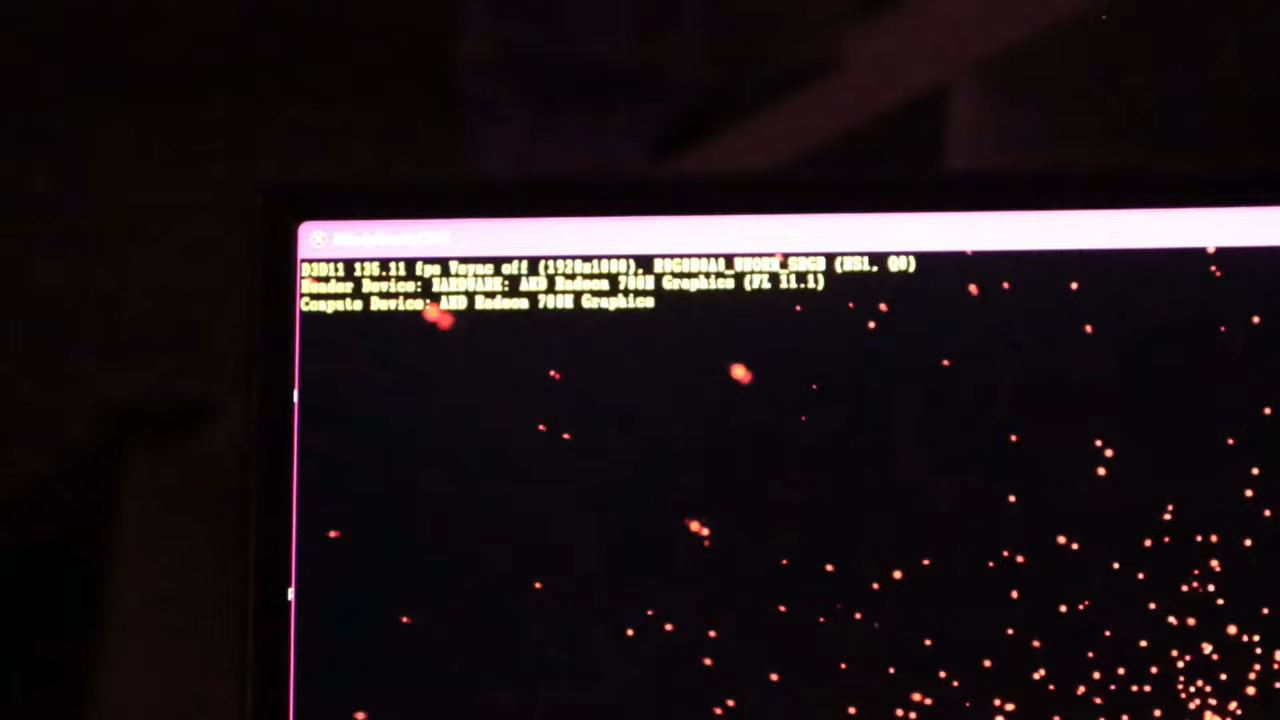 D3D11 135.11 fps Vsync off (1920x1080), R8G8B8A8_UNORM_SRGB (MS1, Q0)
Render Device: HARDWARE: AMD Radeon 780M Graphics (FL 11.1)
Compute Device: AMD Radeon 780M Graphics